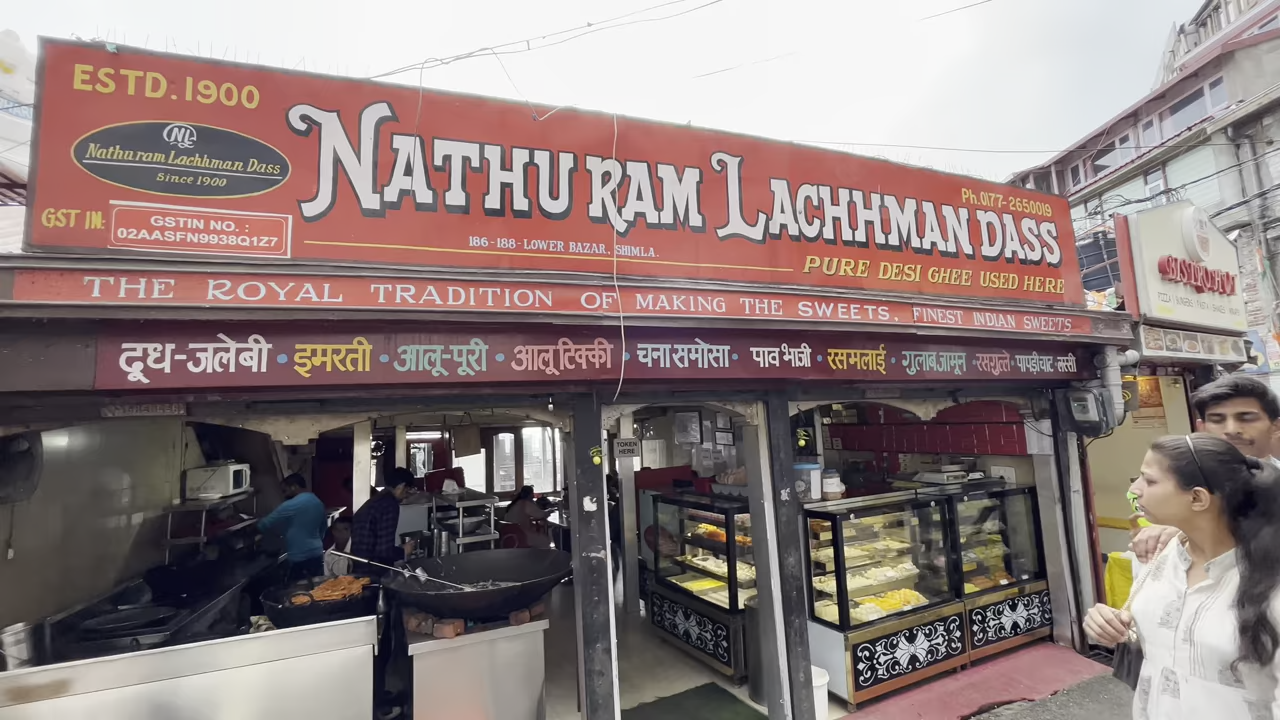 ESTD. 1900
NL
Nathu ram Lachhman Dass
Since 1900
GST IN:
GSTIN NO. :
02AASFN9938Q1Z7
NATHU RAM LACHHMAN DASS
Ph.0177-2650019
186-188-LOWER BAZAR, SHIMLA.
PURE DESI GHEE USED HERE
THE ROYAL TRADITION OF MAKING THE SWEETS, FINEST INDIAN SWEETS
दूध-जलेबी • इमरती • आलू-पूरी • आलू टिक्की • चना समोसा • पाव भाजी • रसमलाई • गुलाब जामून • रसगुल्ले • पापड़ी चाट • लस्सी
TOKEN
HERE